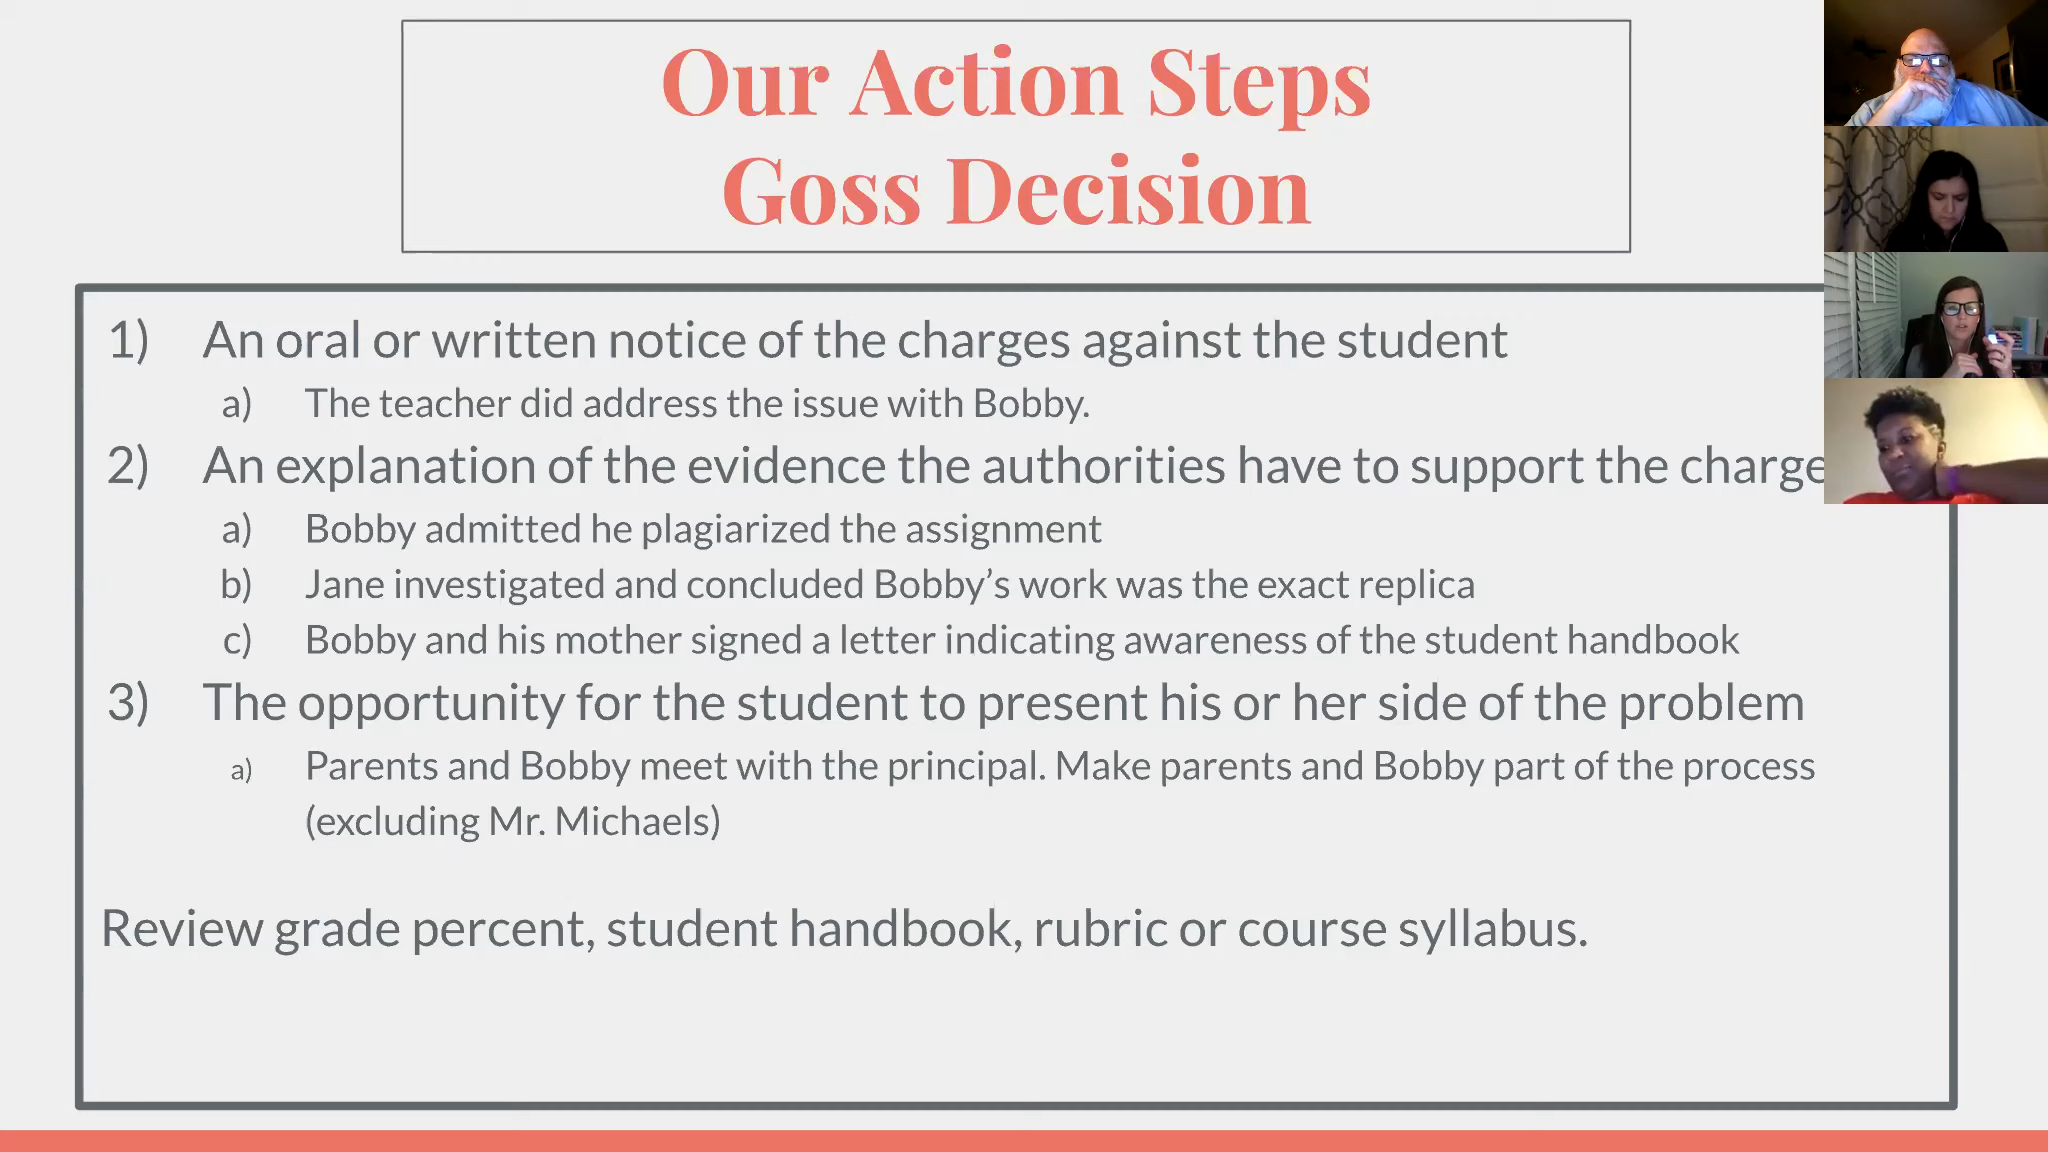 Our Action Steps
Goss Decision
1) An oral or written notice of the charges against the student
a) The teacher did address the issue with Bobby.
2) An explanation of the evidence the authorities have to support the charge
a) Bobby admitted he plagiarized the assignment
b) Jane investigated and concluded Bobby’s work was the exact replica
c) Bobby and his mother signed a letter indicating awareness of the student handbook
3) The opportunity for the student to present his or her side of the problem
a) Parents and Bobby meet with the principal. Make parents and Bobby part of the process
(excluding Mr. Michaels)
Review grade percent, student handbook, rubric or course syllabus.